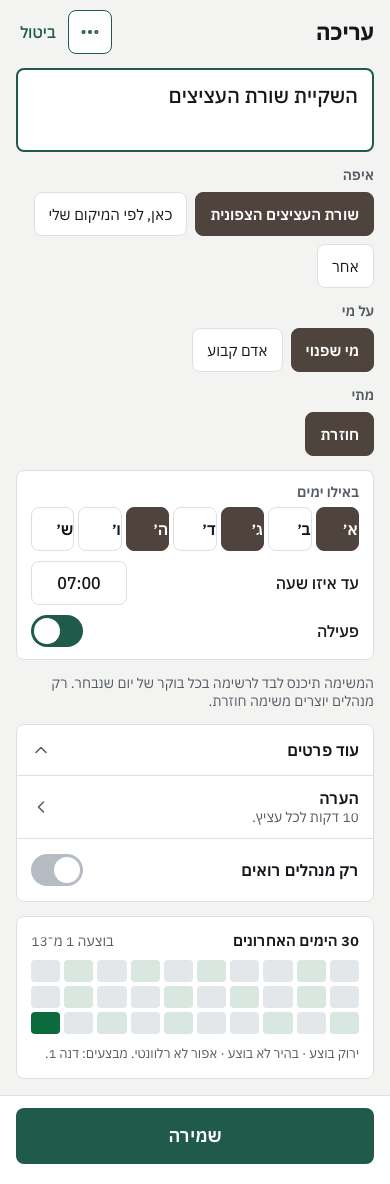 עריכה
ביטול
השקיית שורת העציצים
איפה
שורת העציצים הצפונית
כאן, לפי המיקום שלי
אחר
על מי
מי שפנוי
אדם קבוע
מתי
חוזרת
באילו ימים
א׳ ב׳ ג׳ ד׳ ה׳ ו׳ ש׳
עד איזו שעה
07:00
פעילה
המשימה תיכנס לבד לרשימה בכל בוקר של יום שנבחר. רק
מנהלים יוצרים משימה חוזרת.
עוד פרטים
הערה
10 דקות לכל עציץ.
רק מנהלים רואים
30 הימים האחרונים
בוצעה 1 מ־13
ירוק בוצע · בהיר לא בוצע · אפור לא רלוונטי. מבצעים: דנה 1.
שמירה